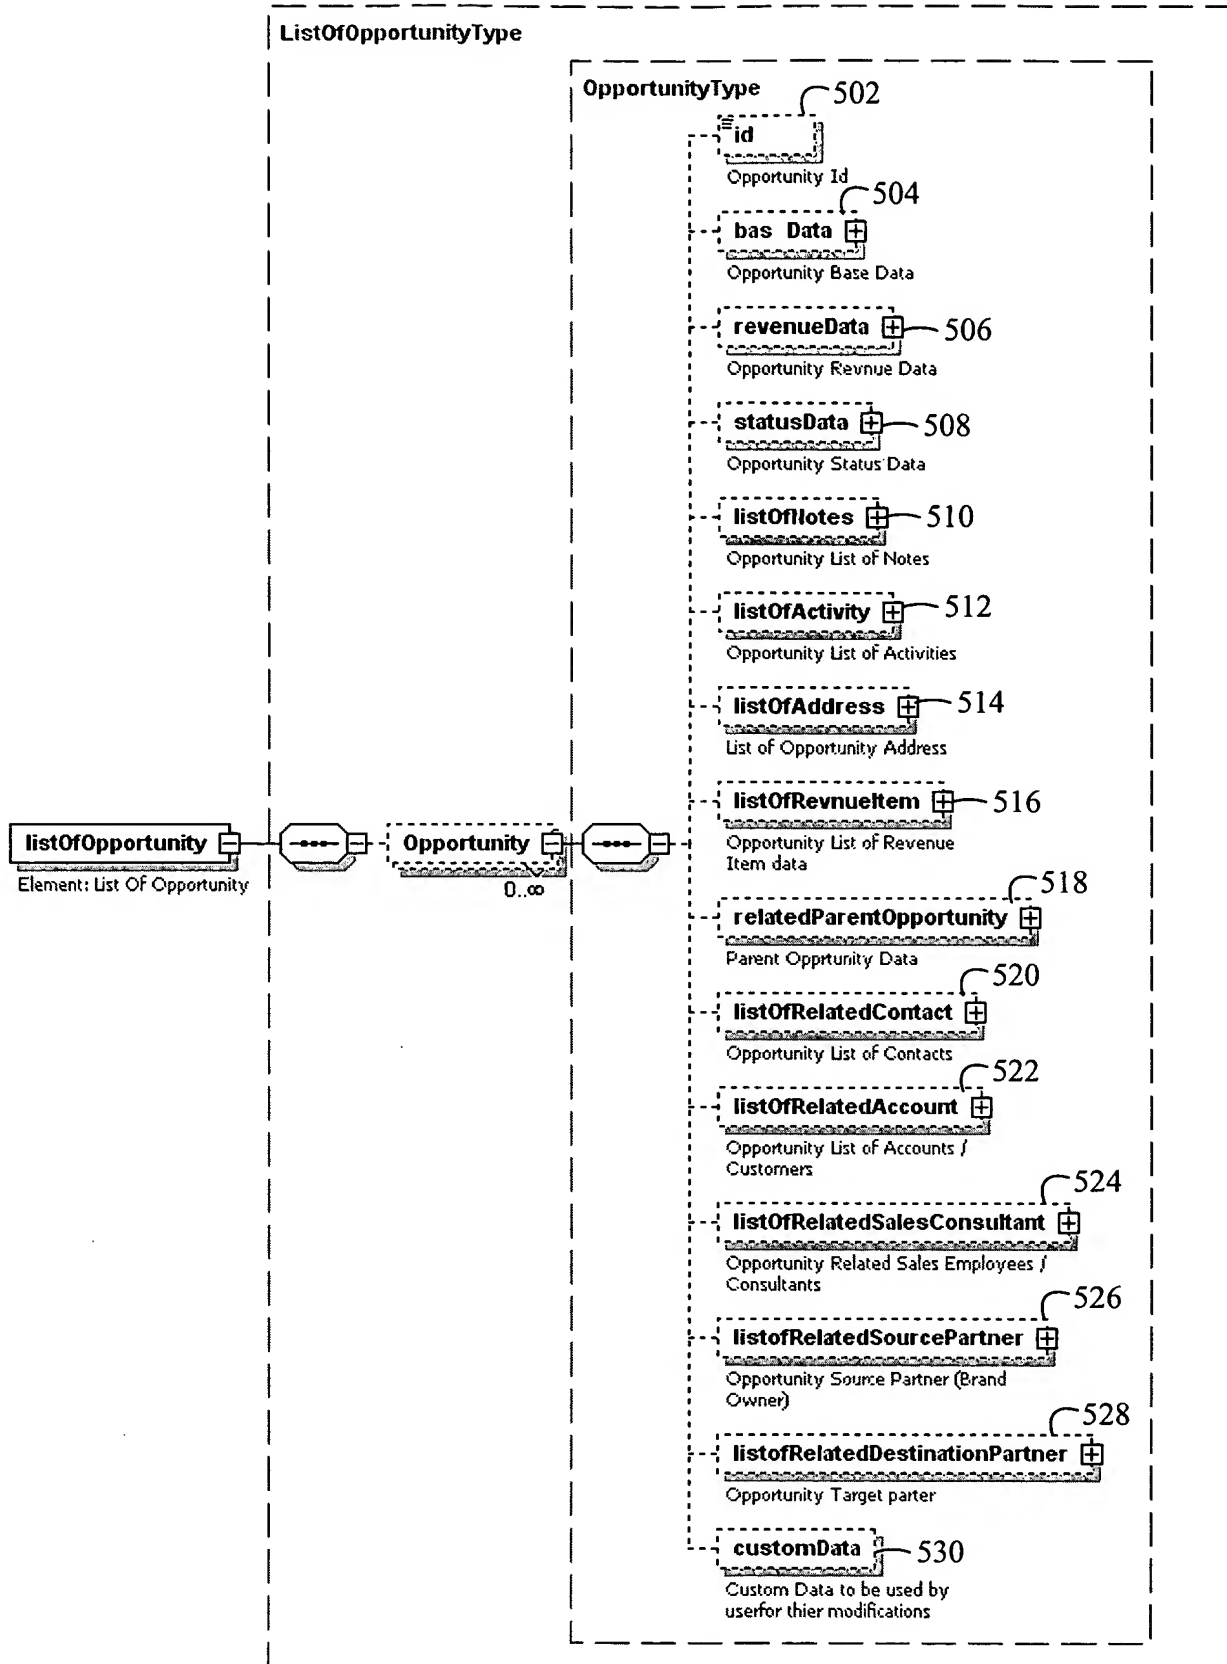 ListOfOpportunityType
OpportunityType
502
id
Opportunity Id
504
bas Data
Opportunity Base Data
revenueData
506
Opportunity Revnue Data
statusData
508
Opportunity Status Data
listOfNotes
510
Opportunity List of Notes
listOfActivity
512
Opportunity List of Activities
listOfAddress
514
List of Opportunity Address
listOfRevnueItem
516
Opportunity List of Revenue
Item data
listOfOpportunity
Element: List Of Opportunity
Opportunity
0..∞
518
relatedParentOpportunity
Parent Opprtunity Data
520
listOfRelatedContact
Opportunity List of Contacts
522
listOfRelatedAccount
Opportunity List of Accounts /
Customers
524
listOfRelatedSalesConsultant
Opportunity Related Sales Employees /
Consultants
526
listofRelatedSourcePartner
Opportunity Source Partner (Brand
Owner)
528
listofRelatedDestinationPartner
Opportunity Target parter
customData
530
Custom Data to be used by
userfor thier modifications